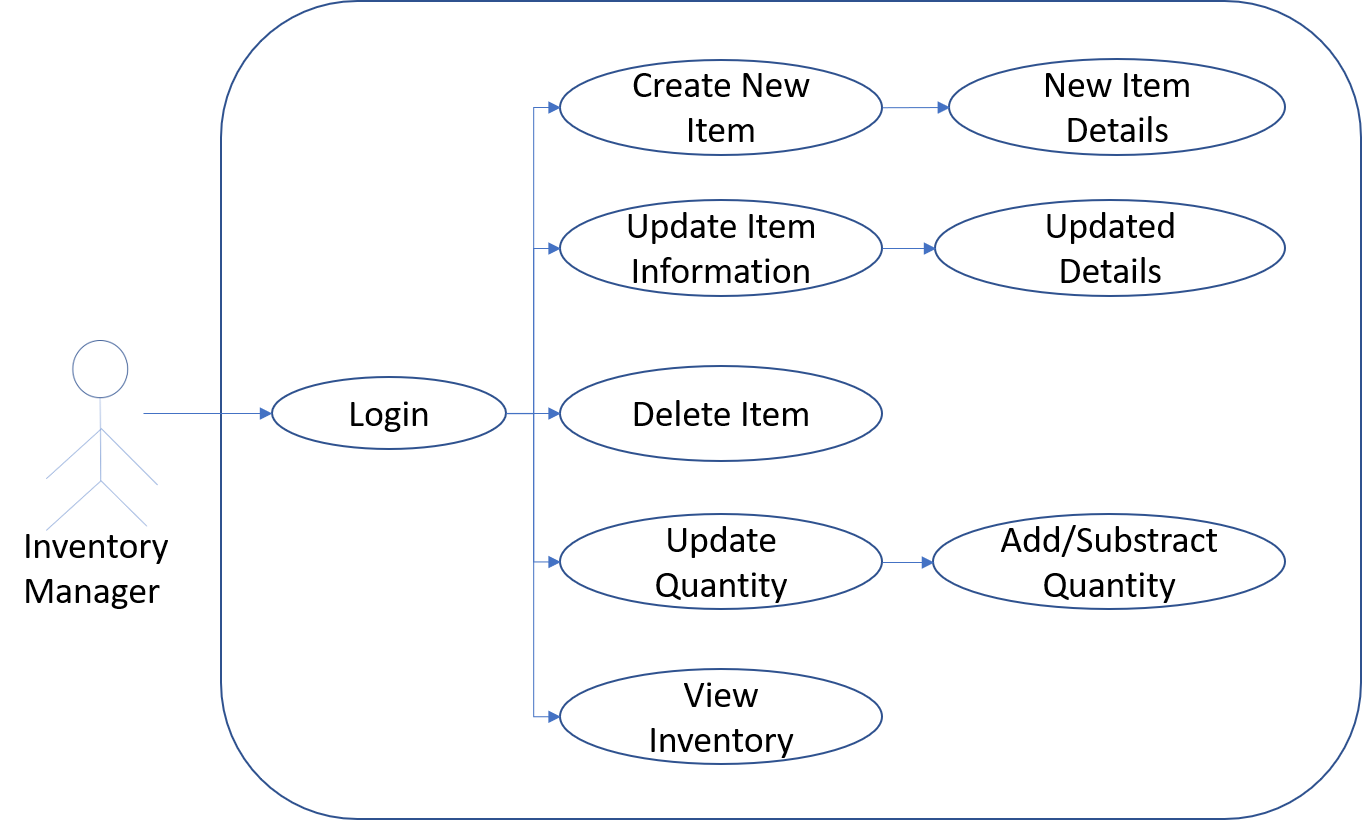 Create New
Item
New Item
Details
Update Item
Information
Updated
Details
Login
Delete Item
Inventory
Manager
Update
Quantity
Add/Substract
Quantity
View
Inventory